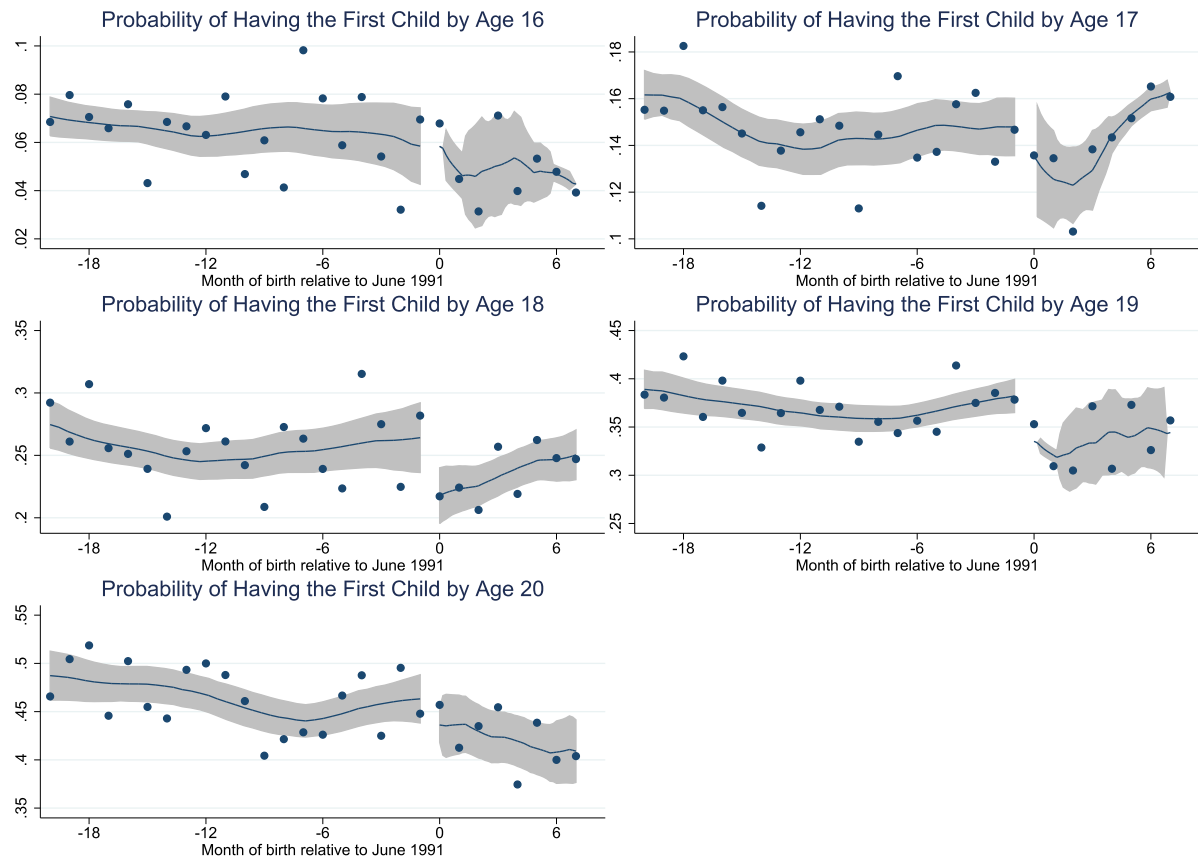 Probability of Having the First Child by Age 16
.1
.08
.06
.04
.02
-18 -12 -6 0 6
Month of birth relative to June 1991
Probability of Having the First Child by Age 17
.18
.16
.14
.12
.1
-18 -12 -6 0 6
Month of birth relative to June 1991
Probability of Having the First Child by Age 18
.35
.3
.25
.2
-18 -12 -6 0 6
Month of birth relative to June 1991
Probability of Having the First Child by Age 19
.45
.4
.35
.3
.25
-18 -12 -6 0 6
Month of birth relative to June 1991
Probability of Having the First Child by Age 20
.55
.5
.45
.4
.35
-18 -12 -6 0 6
Month of birth relative to June 1991